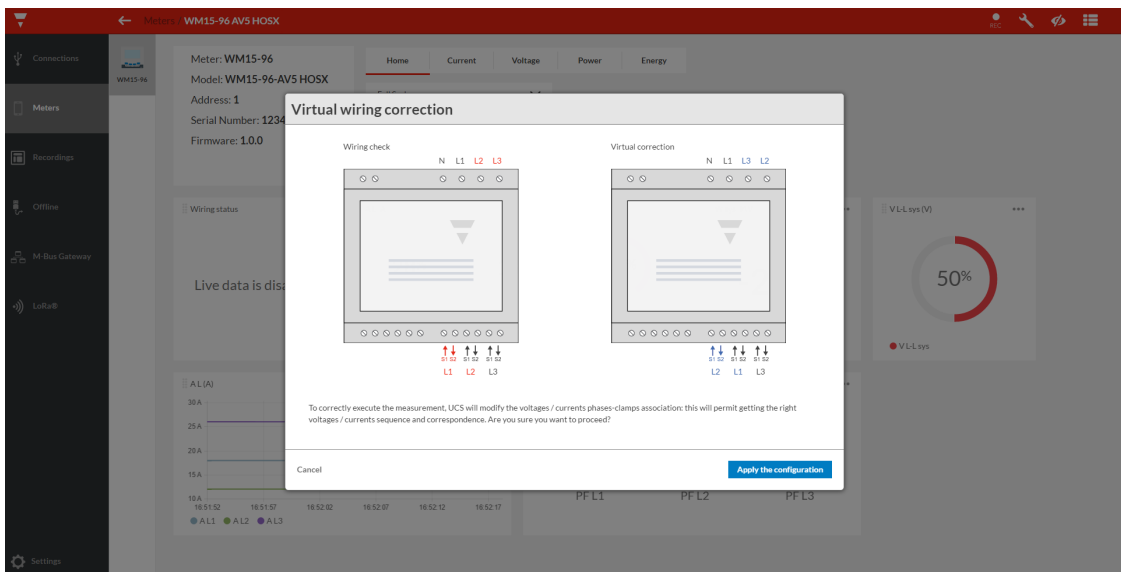 Meters / WM15-96 AV5 HOSX
REC
Connections
Meters
Recordings
Offline
M-Bus Gateway
LoRa®
Settings
WM15-96
Meter: WM15-96
Model: WM15-96-AV5 HOSX
Address: 1
Serial Number: 1234
Firmware: 1.0.0
Home Current Voltage Power Energy
Virtual wiring correction
Wiring check
N L1 L2 L3
S1 S2 S1 S2 S1 S2
L1 L2 L3
Virtual correction
N L1 L3 L2
S1 S2 S1 S2 S1 S2
L2 L1 L3
To correctly execute the measurement, UCS will modify the voltages / currents phases-clamps association: this will permit getting the right
voltages / currents sequence and correspondence. Are you sure you want to proceed?
Cancel
Apply the configuration
Wiring status
Live data is disa
V L-L sys (V)
50%
V L-L sys
A L (A)
30 A
25 A
20 A
15 A
10 A
16:51:52 16:51:57 16:52:02 16:52:07 16:52:12 16:52:17
A L1 A L2 A L3
PF L1 PF L2 PF L3